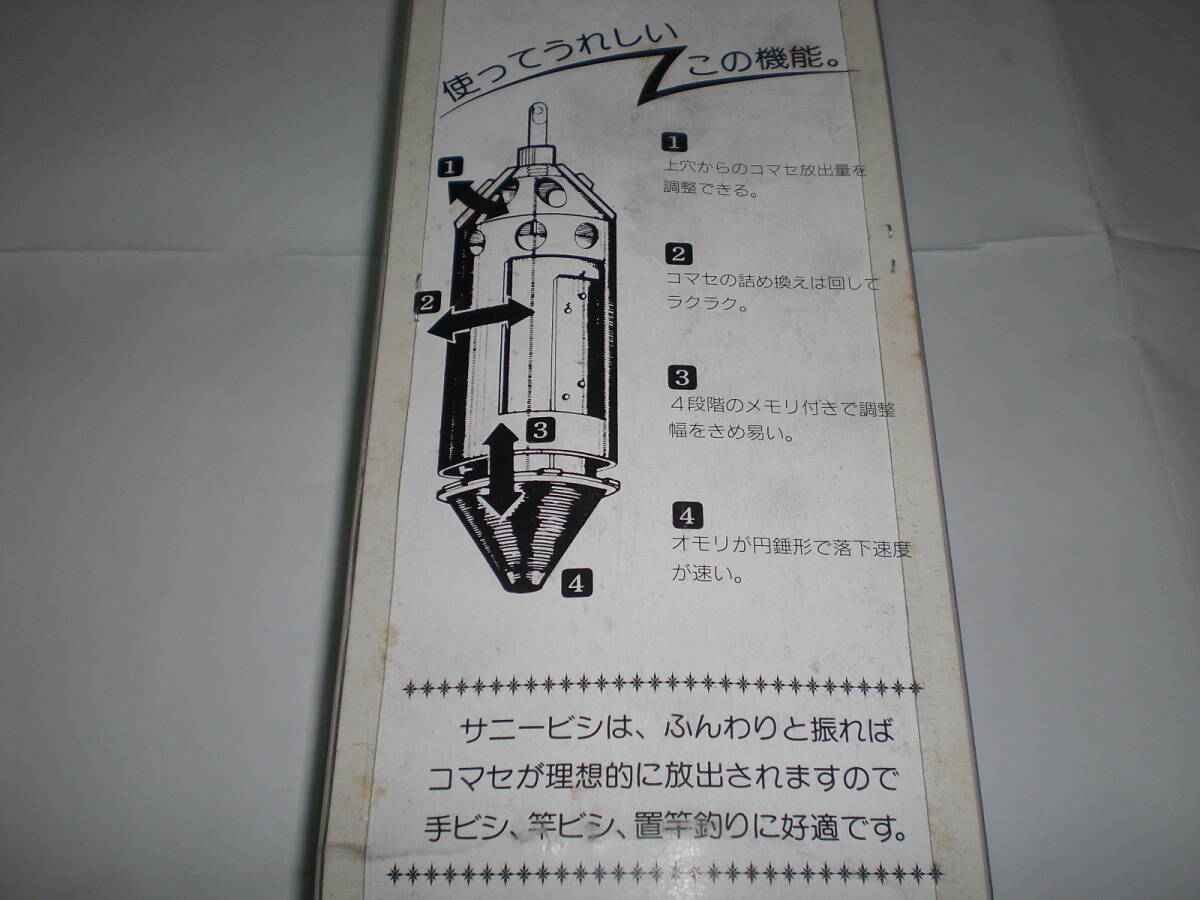 使ってうれしい
この機能。
1
上穴からのコマセ放出量を
調整できる。
2
コマセの詰め換えは回して
ラクラク。
3
4段階のメモリ付きで調整
幅をきめ易い。
4
オモリが円錘形で落下速度
が速い。
1
2
3
4
サニービシは、ふんわりと振れば
コマセが理想的に放出されますので
手ビシ、竿ビシ、置竿釣りに好適です。